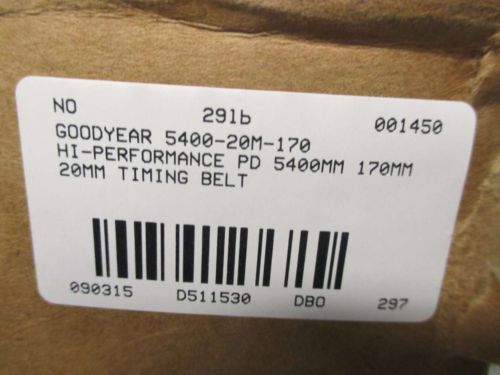 NO 291b 001450
GOODYEAR 5400-20M-170
HI-PERFORMANCE PD 5400MM 170MM
20MM TIMING BELT
090315 D511530 DBO 297